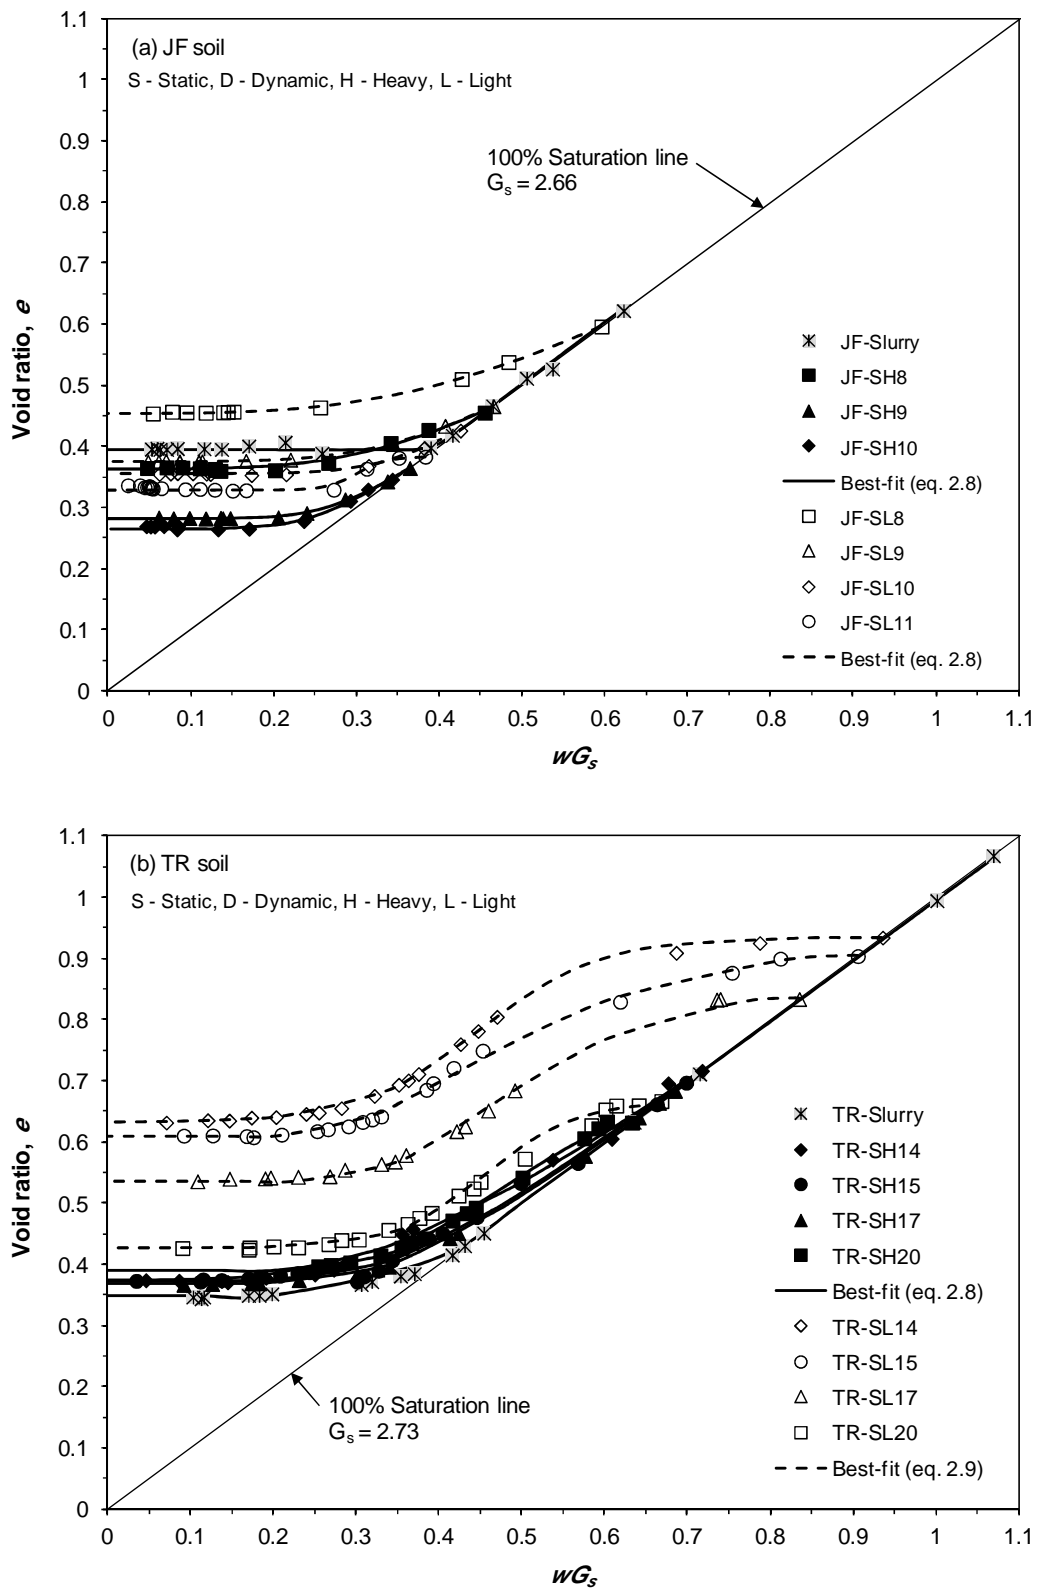 (a) JF soil
S - Static, D - Dynamic, H - Heavy, L - Light
100% Saturation line
Gs = 2.66
Void ratio, e
1.1
1
0.9
0.8
0.7
0.6
0.5
0.4
0.3
0.2
0.1
0
JF-Slurry
JF-SH8
JF-SH9
JF-SH10
Best-fit (eq. 2.8)
JF-SL8
JF-SL9
JF-SL10
JF-SL11
Best-fit (eq. 2.8)
0 0.1 0.2 0.3 0.4 0.5 0.6 0.7 0.8 0.9 1 1.1
wGs
(b) TR soil
S - Static, D - Dynamic, H - Heavy, L - Light
Void ratio, e
1.1
1
0.9
0.8
0.7
0.6
0.5
0.4
0.3
0.2
0.1
0
TR-Slurry
TR-SH14
TR-SH15
TR-SH17
TR-SH20
Best-fit (eq. 2.8)
TR-SL14
TR-SL15
TR-SL17
TR-SL20
Best-fit (eq. 2.9)
100% Saturation line
Gs = 2.73
0 0.1 0.2 0.3 0.4 0.5 0.6 0.7 0.8 0.9 1 1.1
wGs